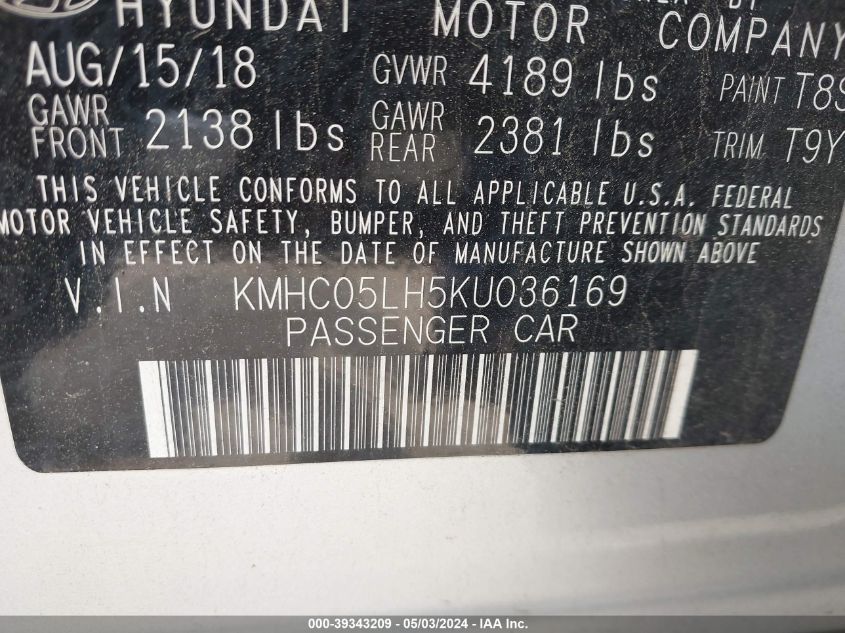 HYUNDAI MOTOR COMPANY
AUG/15/18 GVWR 4189 lbs PAINT T8S
GAWR FRONT 2138 lbs GAWR REAR 2381 lbs TRIM T9Y
THIS VEHICLE CONFORMS TO ALL APPLICABLE U.S.A. FEDERAL
MOTOR VEHICLE SAFETY, BUMPER, AND THEFT PREVENTION STANDARDS
IN EFFECT ON THE DATE OF MANUFACTURE SHOWN ABOVE
V.I.N KMHC05LH5KU036169
PASSENGER CAR
000-39343209 - 05/03/2024 - IAA Inc.